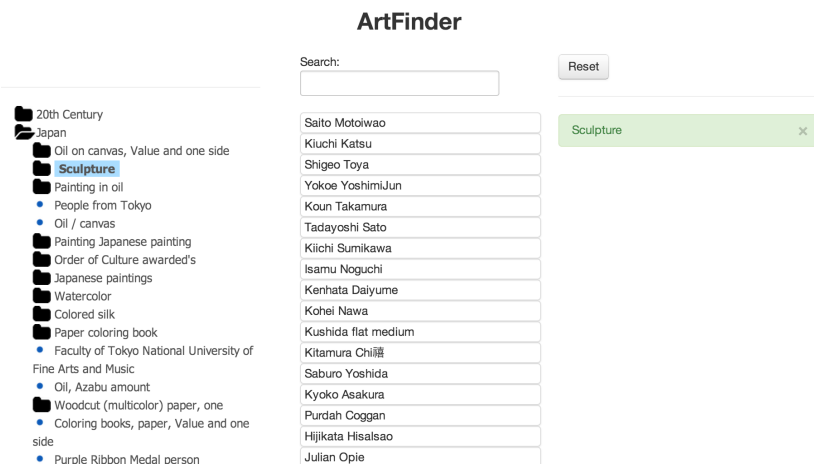 ArtFinder
Search:
Reset
20th Century
Japan
Oil on canvas, Value and one side
Sculpture
Painting in oil
People from Tokyo
Oil / canvas
Painting Japanese painting
Order of Culture awarded's
Japanese paintings
Watercolor
Colored silk
Paper coloring book
Faculty of Tokyo National University of
Fine Arts and Music
Oil, Azabu amount
Woodcut (multicolor) paper, one
Coloring books, paper, Value and one
side
Purple Ribbon Medal person
Saito Motoiwao
Kiuchi Katsu
Shigeo Toya
Yokoe YoshimiJun
Koun Takamura
Tadayoshi Sato
Kiichi Sumikawa
Isamu Noguchi
Kenhata Daiyume
Kohei Nawa
Kushida flat medium
Kitamura Chi禧
Saburo Yoshida
Kyoko Asakura
Purdah Coggan
Hijikata Hisalsao
Julian Opie
Sculpture
×